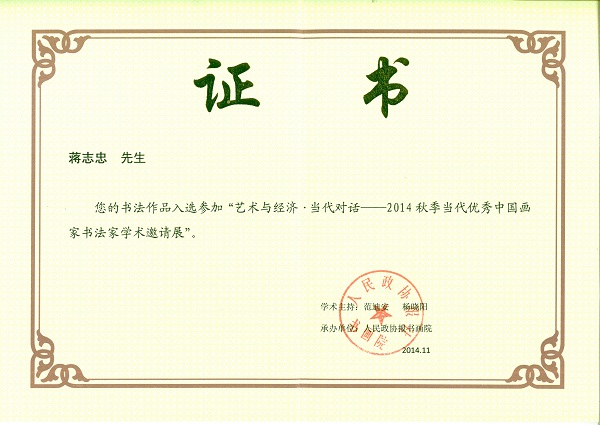 证 书
蒋志忠 先生
您的书法作品入选参加“艺术与经济·当代对话——2014秋季当代优秀中国画
家书法家学术邀请展”。
学术主持：范迪安 杨晓阳
承办单位：人民政协报书画院
2014.11
人民政协报书画院